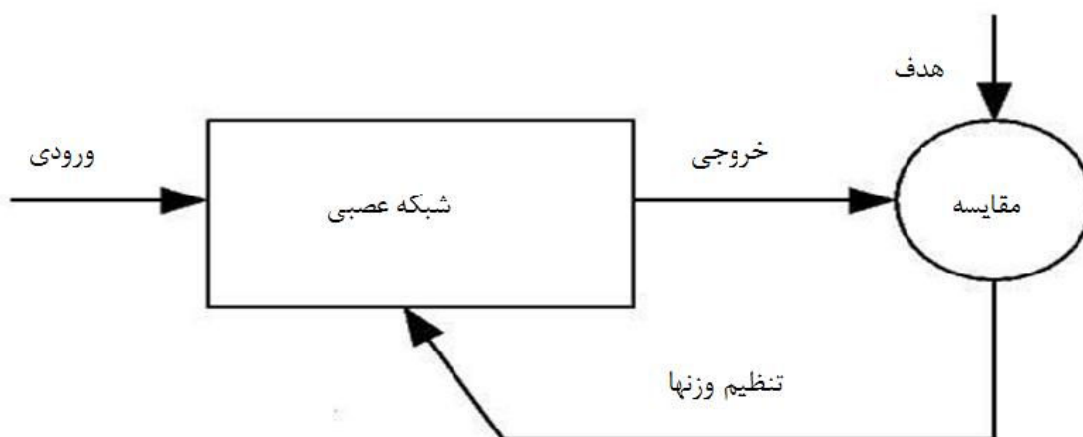 هدف
ورودی
خروجی
شبکه عصبی
مقایسه
تنظیم وزنها